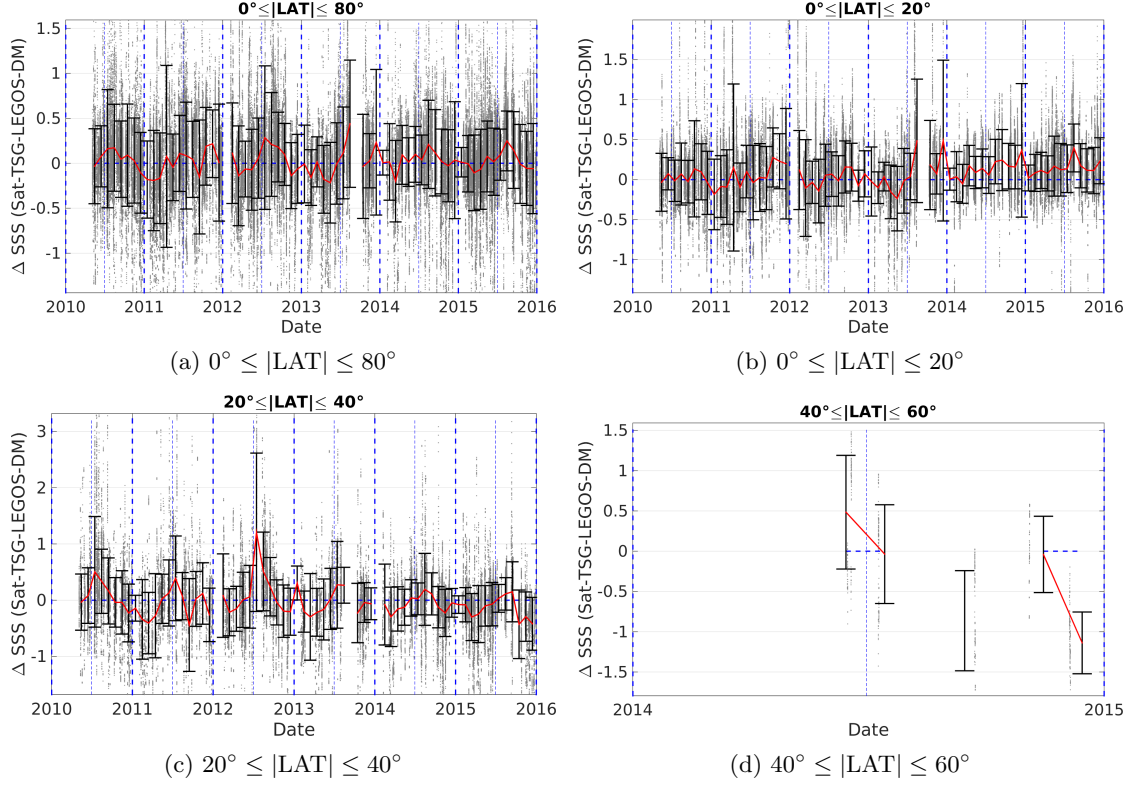 0°≤|LAT|≤ 80°
Δ SSS (Sat-TSG-LEGOS-DM)
1.5
1
0.5
0
-0.5
-1
2010 2011 2012 2013 2014 2015 2016
Date
(a) 0° ≤ |LAT| ≤ 80°
0°≤|LAT|≤ 20°
Δ SSS (Sat-TSG-LEGOS-DM)
1.5
1
0.5
0
-0.5
-1
2010 2011 2012 2013 2014 2015 2016
Date
(b) 0° ≤ |LAT| ≤ 20°
20°≤|LAT|≤ 40°
Δ SSS (Sat-TSG-LEGOS-DM)
3
2
1
0
-1
2010 2011 2012 2013 2014 2015 2016
Date
(c) 20° ≤ |LAT| ≤ 40°
40°≤|LAT|≤ 60°
Δ SSS (Sat-TSG-LEGOS-DM)
1.5
1
0.5
0
-0.5
-1
-1.5
2014 2015
Date
(d) 40° ≤ |LAT| ≤ 60°